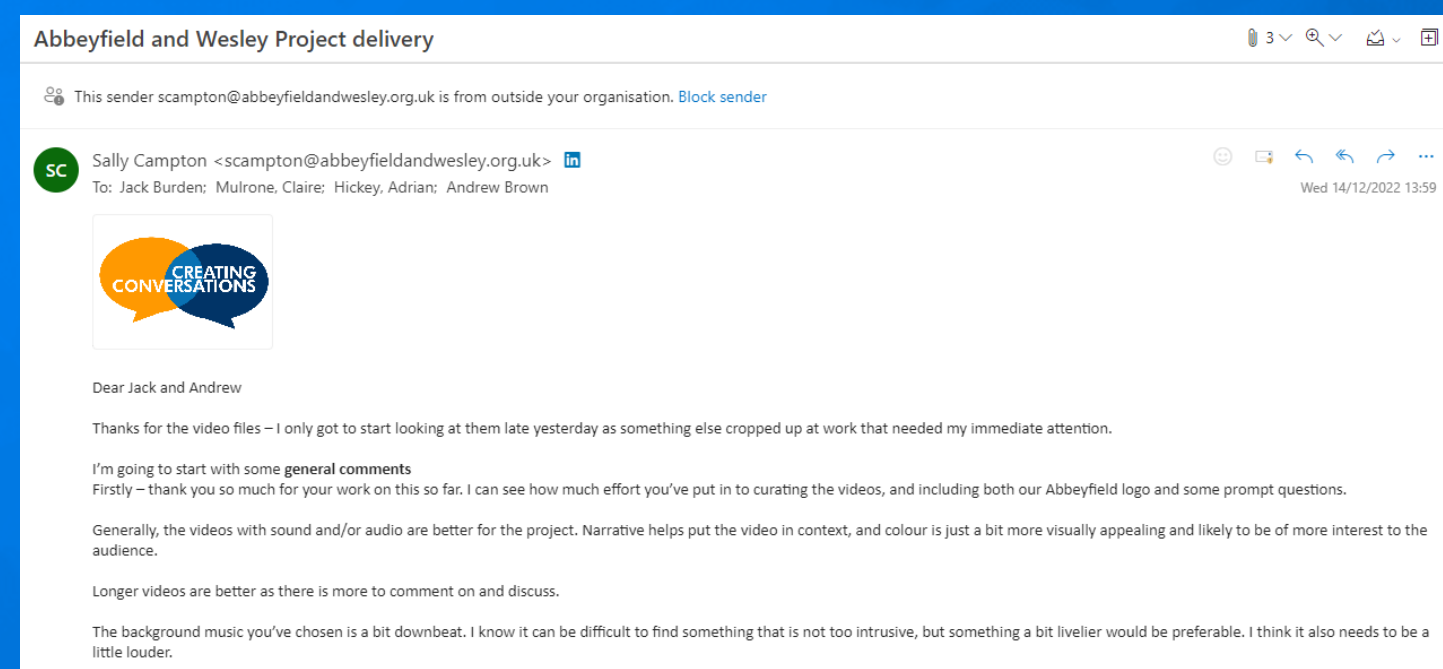 Abbeyfield and Wesley Project delivery
3
This sender scampton@abbeyfieldandwesley.org.uk is from outside your organisation. Block sender
SC
Sally Campton <scampton@abbeyfieldandwesley.org.uk> in
To: Jack Burden; Mulrone, Claire; Hickey, Adrian; Andrew Brown
Wed 14/12/2022 13:59
CREATING
CONVERSATIONS
Dear Jack and Andrew
Thanks for the video files – I only got to start looking at them late yesterday as something else cropped up at work that needed my immediate attention.
I'm going to start with some general comments
Firstly – thank you so much for your work on this so far. I can see how much effort you've put in to curating the videos, and including both our Abbeyfield logo and some prompt questions.
Generally, the videos with sound and/or audio are better for the project. Narrative helps put the video in context, and colour is just a bit more visually appealing and likely to be of more interest to the
audience.
Longer videos are better as there is more to comment on and discuss.
The background music you've chosen is a bit downbeat. I know it can be difficult to find something that is not too intrusive, but something a bit livelier would be preferable. I think it also needs to be a
little louder.